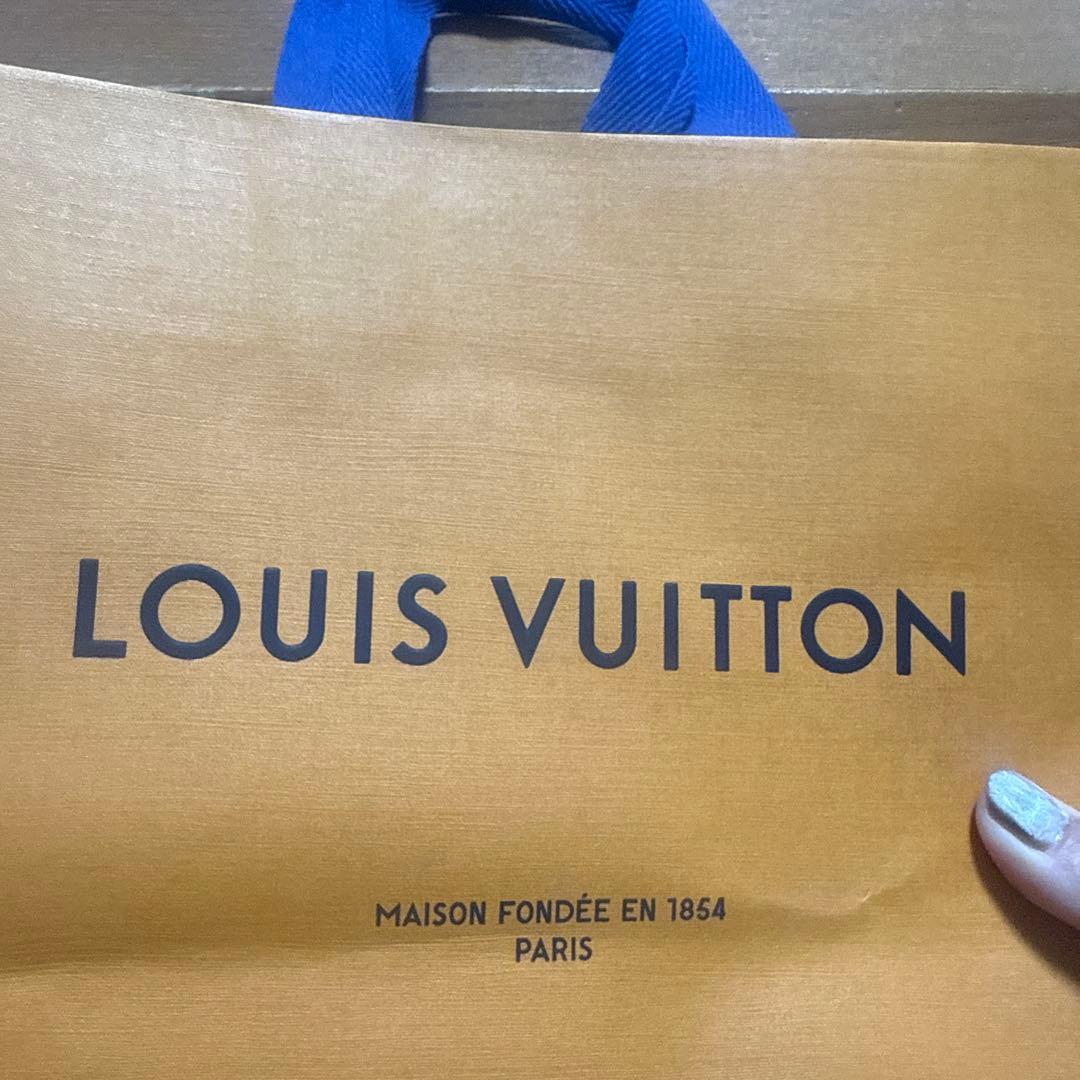 LOUIS VUITTON
MAISON FONDÉE EN 1854
PARIS